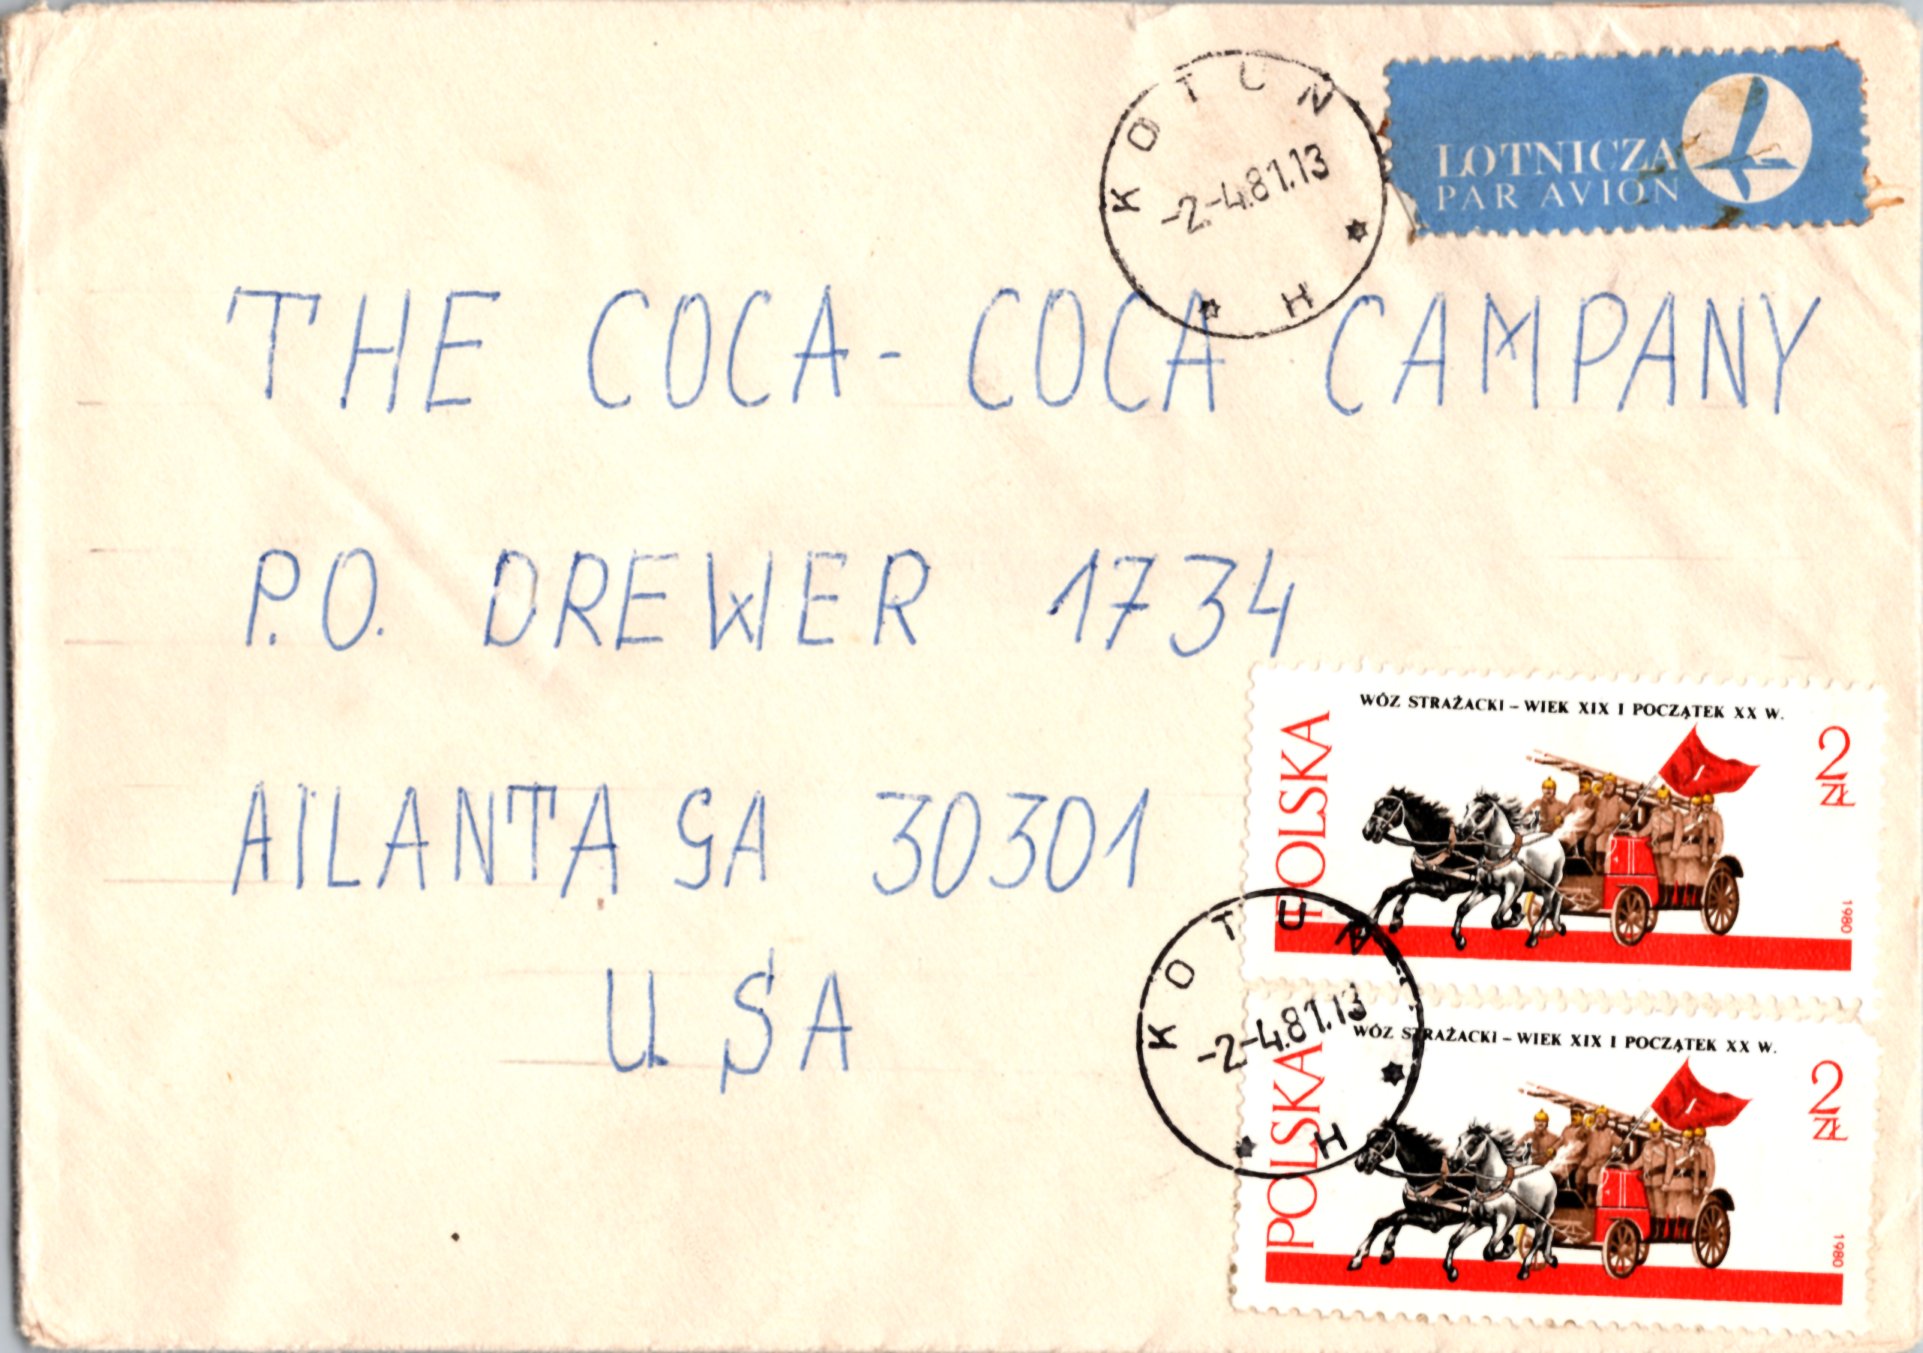 KOTUN
-2.-4.81.13
H
LOTNICZA
PAR AVION
THE COCA-COCA CAMPANY
P.O. DREWER 1734
AILANTA GA 30301
USA
WÓZ STRAŻACKI – WIEK XIX I POCZĄTEK XX W.
POLSKA
2 ZŁ
1980
KOTUN
-2.-4.81.13
H
WÓZ STRAŻACKI – WIEK XIX I POCZĄTEK XX W.
POLSKA
2 ZŁ
1980